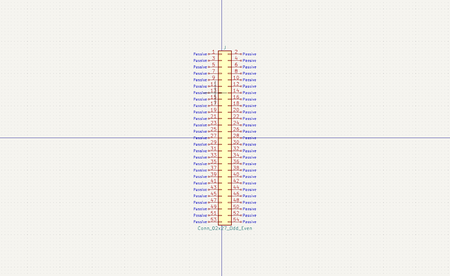 J
Passive 1 2 Passive
Passive 3 4 Passive
Passive 5 6 Passive
Passive 7 8 Passive
Passive 9 10 Passive
Passive 11 12 Passive
Passive 13 14 Passive
Passive 15 16 Passive
Passive 17 18 Passive
Passive 19 20 Passive
Passive 21 22 Passive
Passive 23 24 Passive
Passive 25 26 Passive
Passive 27 28 Passive
Passive 29 30 Passive
Passive 31 32 Passive
Passive 33 34 Passive
Passive 35 36 Passive
Passive 37 38 Passive
Passive 39 40 Passive
Passive 41 42 Passive
Passive 43 44 Passive
Passive 45 46 Passive
Passive 47 48 Passive
Passive 49 50 Passive
Passive 51 52 Passive
Passive 53 54 Passive
Conn_02x27_Odd_Even